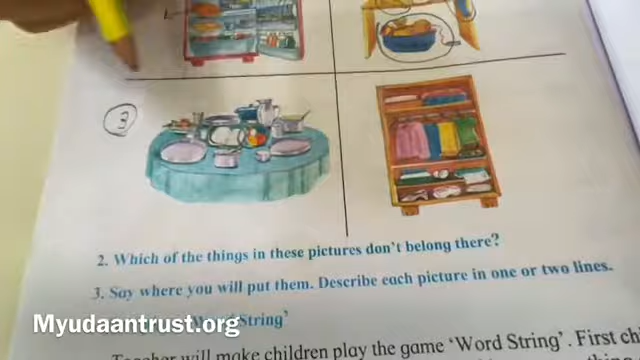 3
2. Which of the things in these pictures don't belong there?
3. Say where you will put them. Describe each picture in one or two lines.
String'
Myudaantrust.org
Teacher will make children play the game 'Word String'. First